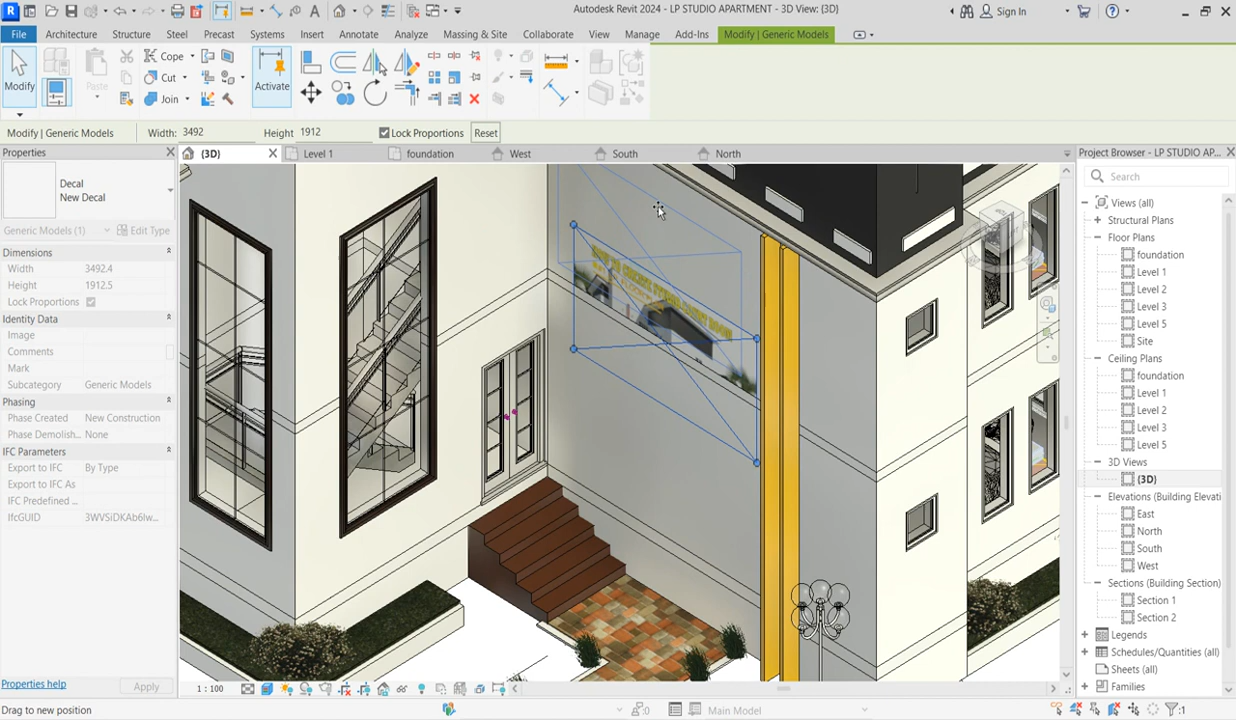 Autodesk Revit 2024 - LP STUDIO APARTMENT - 3D View: {3D}
Sign In
File
Architecture
Structure
Steel
Precast
Systems
Insert
Annotate
Analyze
Massing & Site
Collaborate
View
Manage
Add-Ins
Modify | Generic Models
Modify
Paste
Cope
Cut
Join
Activate
Modify | Generic Models
Width: 3492
Height 1912
Lock Proportions
Reset
Properties
(3D)
Level 1
foundation
West
South
North
Project Browser - LP STUDIO AP...
Decal
New Decal
Generic Models (1)
Edit Type
Dimensions
Width 3492.4
Height 1912.5
Lock Proportions
Identity Data
Image
Comments
Mark
Subcategory Generic Models
Phasing
Phase Created New Construction
Phase Demolish... None
IFC Parameters
Export to IFC By Type
Export to IFC As
IFC Predefined ...
IfcGUID 3WVSiDKAb6lw...
Properties help
Apply
Search
Views (all)
Structural Plans
Floor Plans
foundation
Level 1
Level 2
Level 3
Level 5
Site
Ceiling Plans
foundation
Level 1
Level 2
Level 3
Level 5
3D Views
(3D)
Elevations (Building Elevati
East
North
South
West
Sections (Building Section)
Section 1
Section 2
Legends
Schedules/Quantities (all)
Sheets (all)
Families
1 : 100
Drag to new position
:0
Main Model
:1